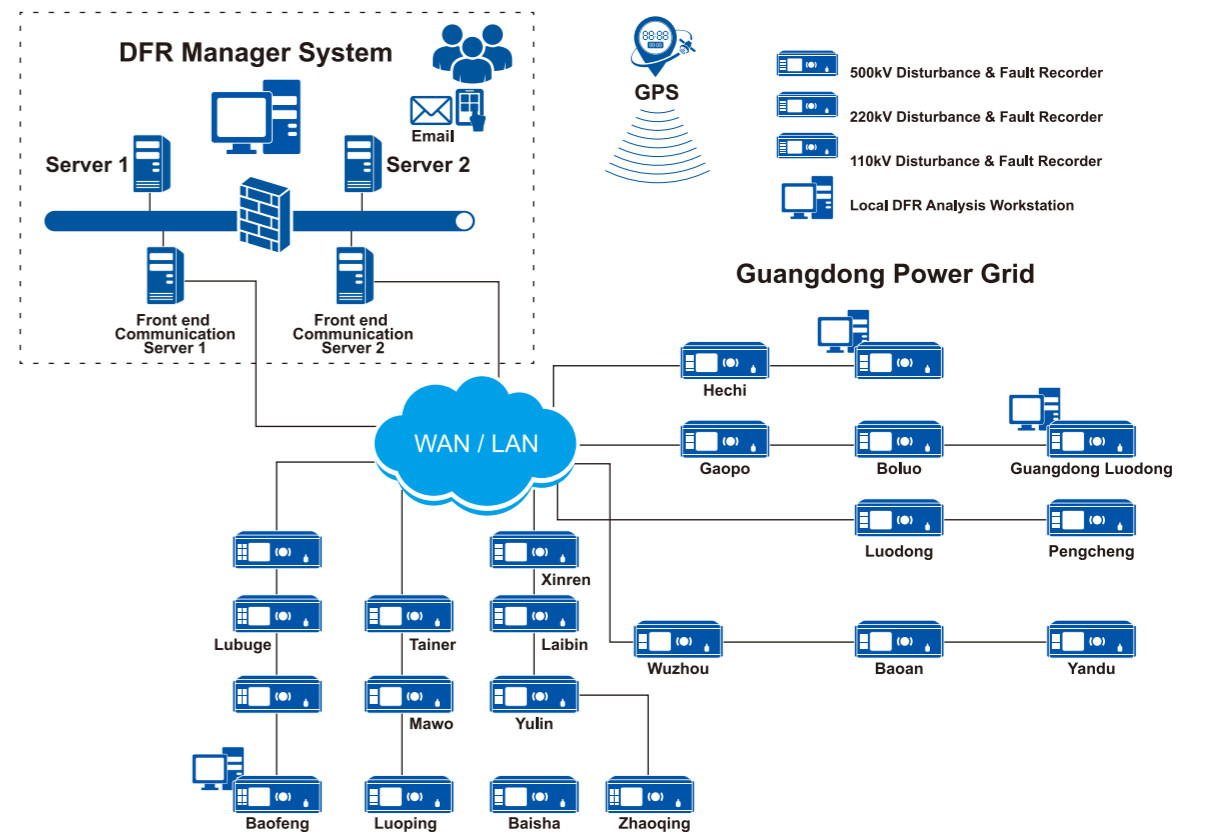 DFR Manager System
Email
Server 1
Server 2
Front end
Communication
Server 1
Front end
Communication
Server 2
88:88
GPS
500kV Disturbance & Fault Recorder
220kV Disturbance & Fault Recorder
110kV Disturbance & Fault Recorder
Local DFR Analysis Workstation
Guangdong Power Grid
WAN / LAN
Hechi
Gaopo
Boluo
Guangdong Luodong
Luodong
Pengcheng
Xinren
Lubuge
Tainer
Laibin
Wuzhou
Baoan
Yandu
Mawo
Yulin
Baofeng
Luoping
Baisha
Zhaoqing